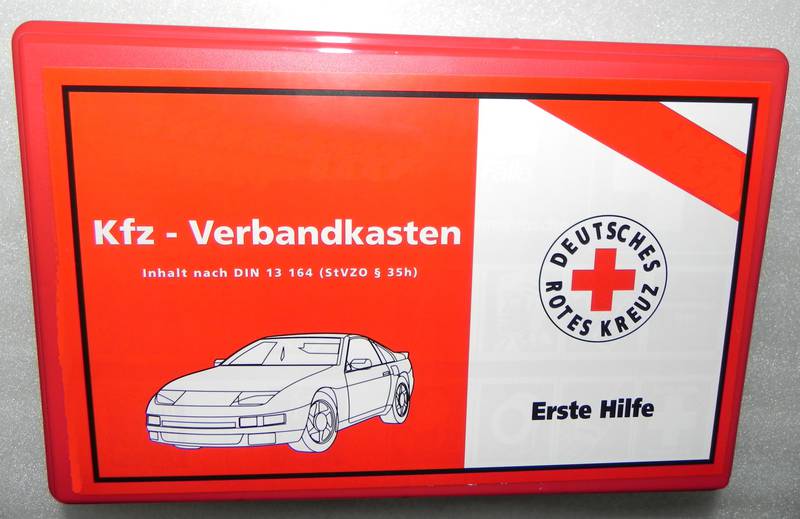 Kfz - Verbandkasten
Inhalt nach DIN 13 164 (StVZO § 35h)
DEUTSCHES
ROTES KREUZ
Erste Hilfe